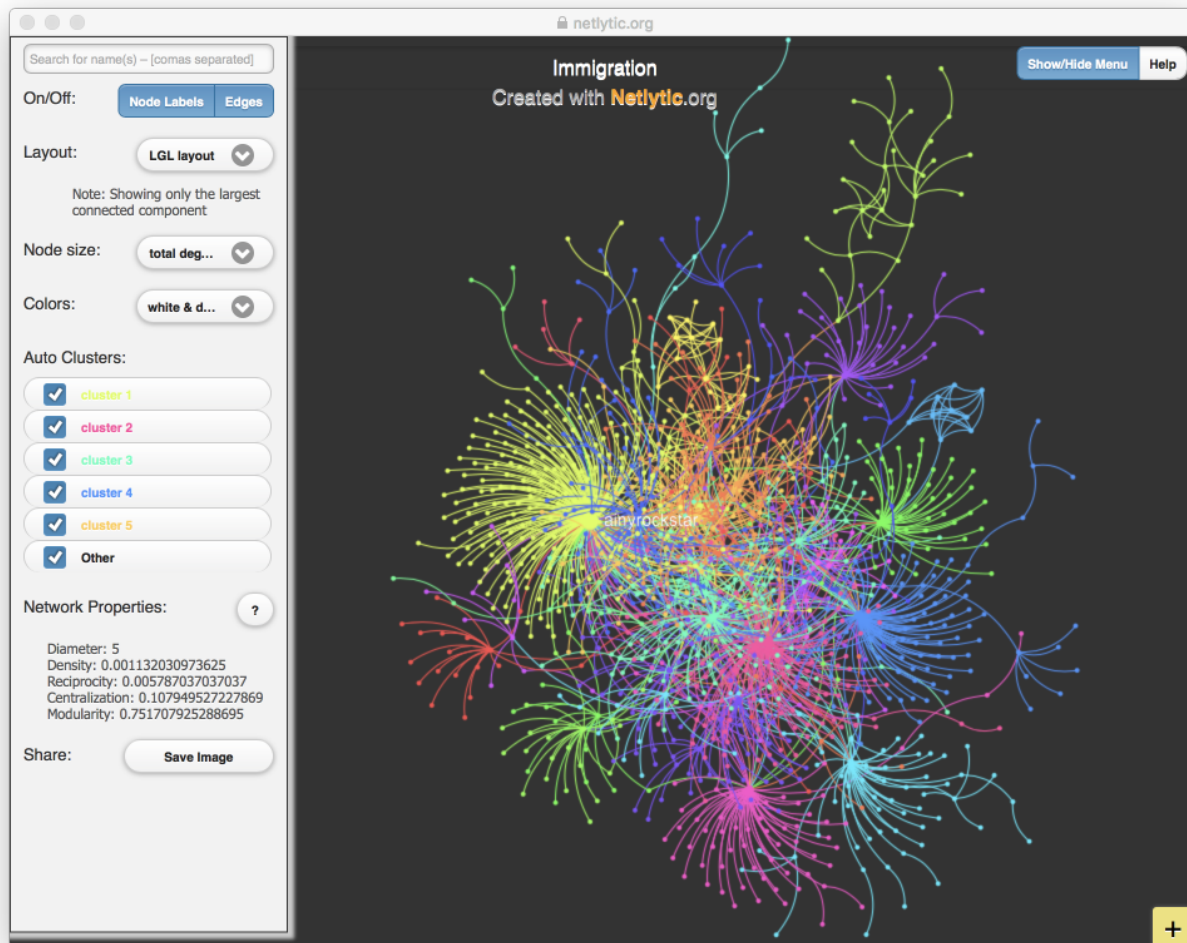 netlytic.org
Search for name(s) – [comas separated]
On/Off:
Node Labels
Edges
Layout:
LGL layout
Note: Showing only the largest
connected component
Node size:
total deg...
Colors:
white & d...
Auto Clusters:
cluster 1
cluster 2
cluster 3
cluster 4
cluster 5
Other
Network Properties:
?
Diameter: 5
Density: 0.001132030973625
Reciprocity: 0.005787037037037
Centralization: 0.107949527227869
Modularity: 0.751707925288695
Share:
Save Image
Immigration
Created with Netlytic.org
Show/Hide Menu
Help
ainyrockstar
+